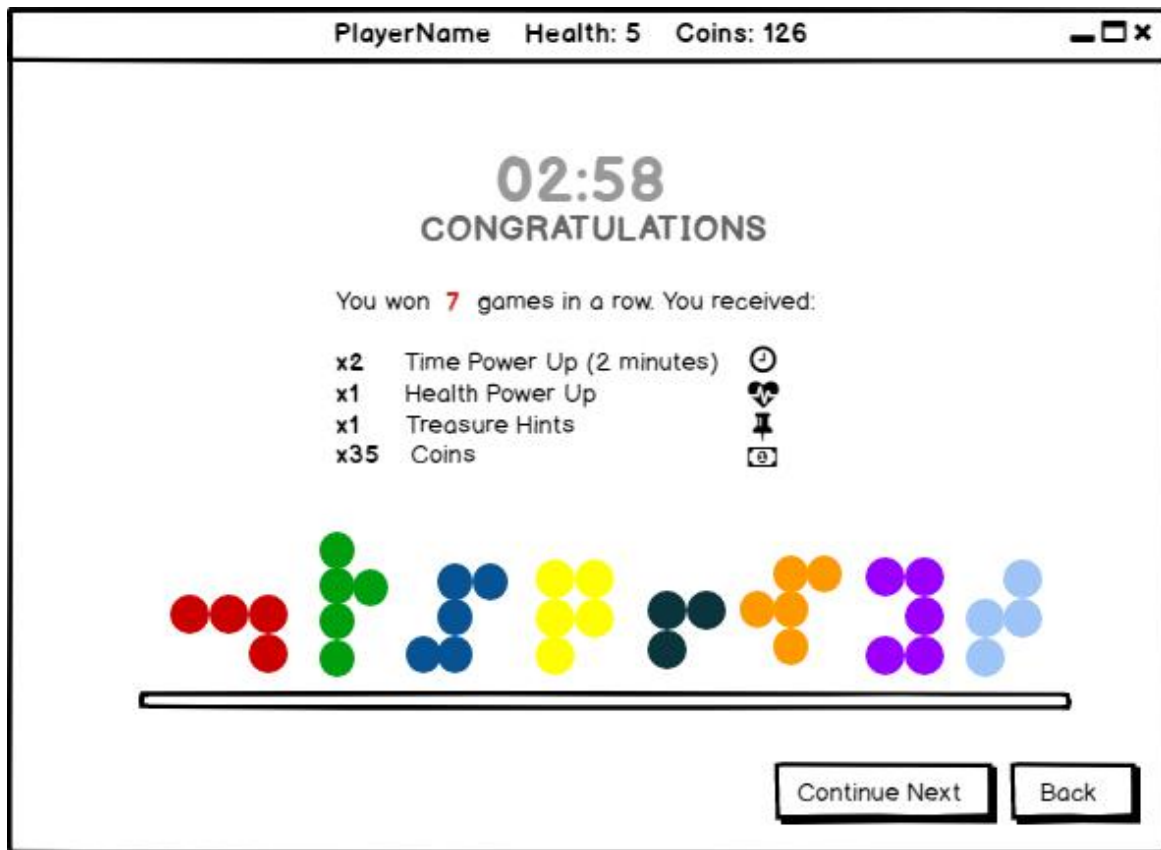 PlayerName Health: 5 Coins: 126
02:58
CONGRATULATIONS
You won 7 games in a row. You received:
x2 Time Power Up (2 minutes)
x1 Health Power Up
x1 Treasure Hints
x35 Coins
Continue Next Back